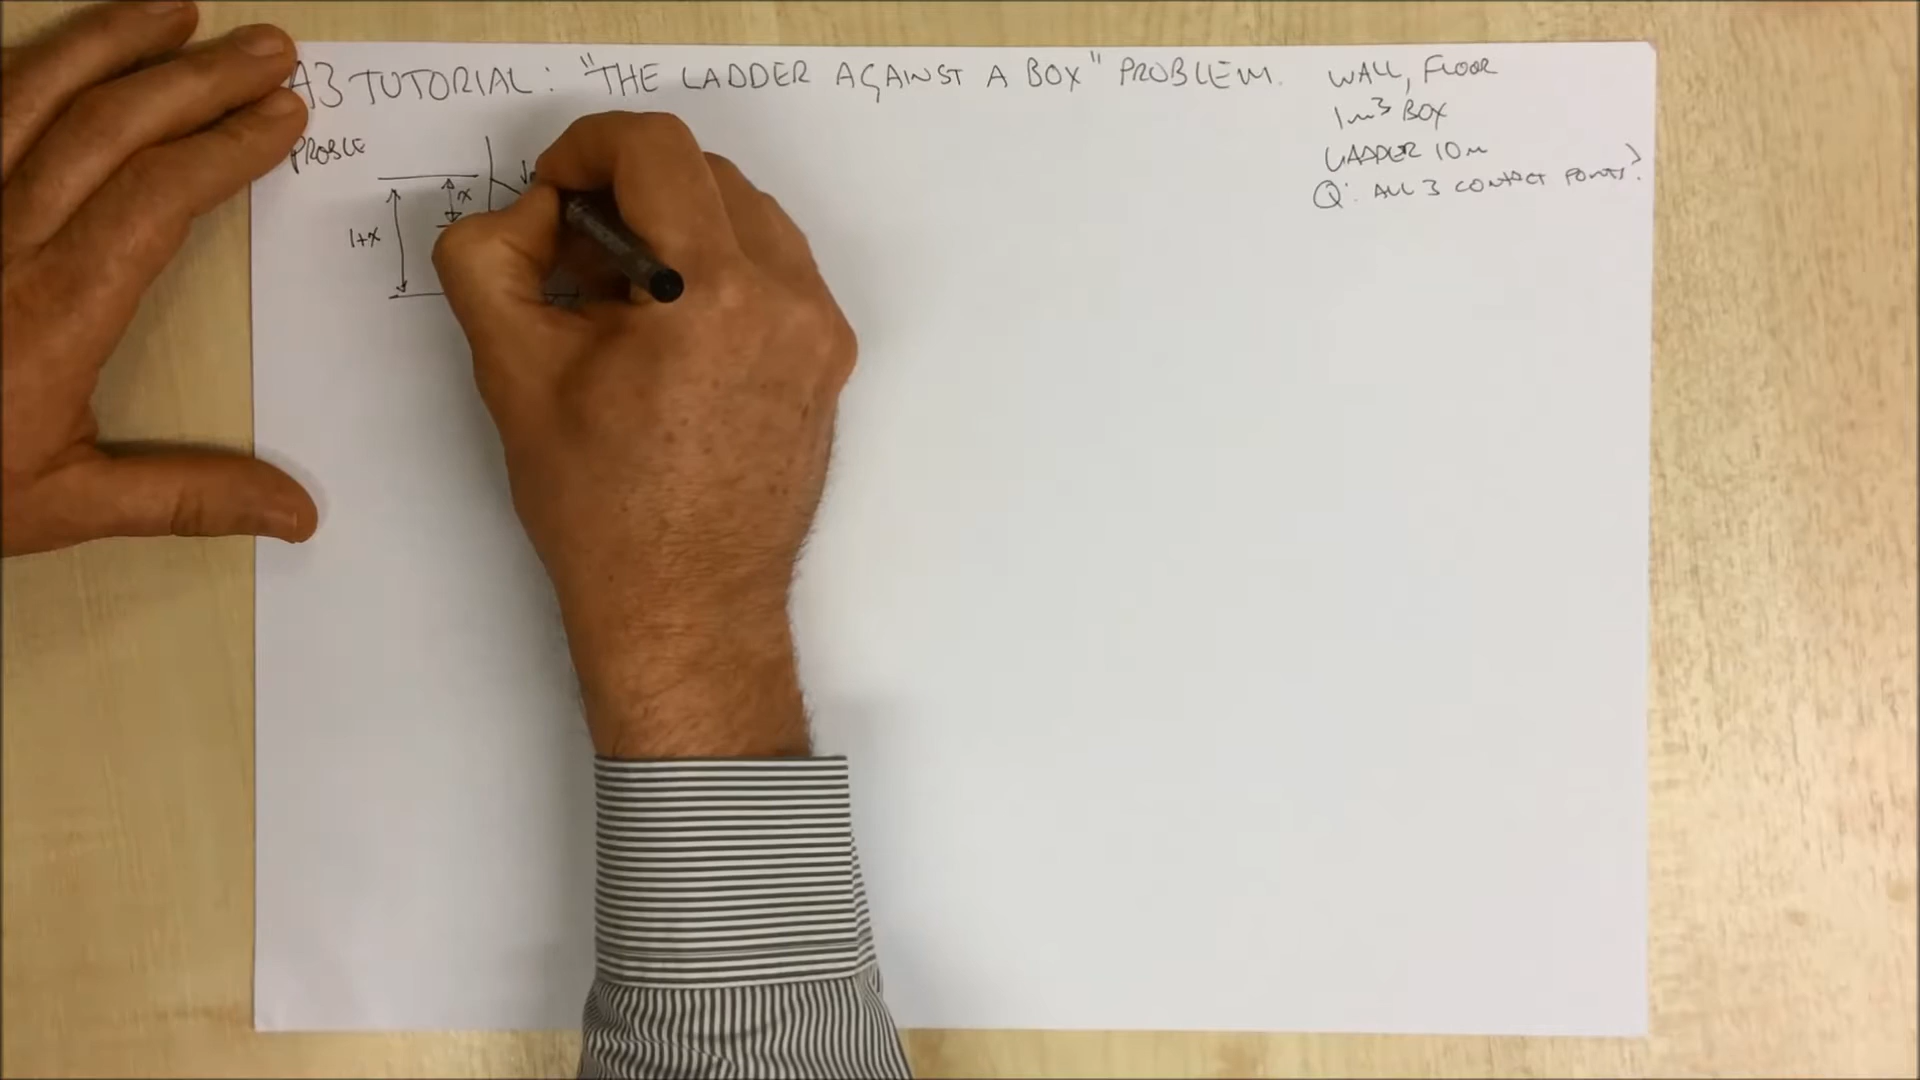 A3 TUTORIAL: "THE LADDER AGAINST A BOX" PROBLEM.
WALL, FLOOR
1m³ BOX
LADDER 10m
Q: ALL 3 CONTACT POINTS?
PROBLE
x
1+x